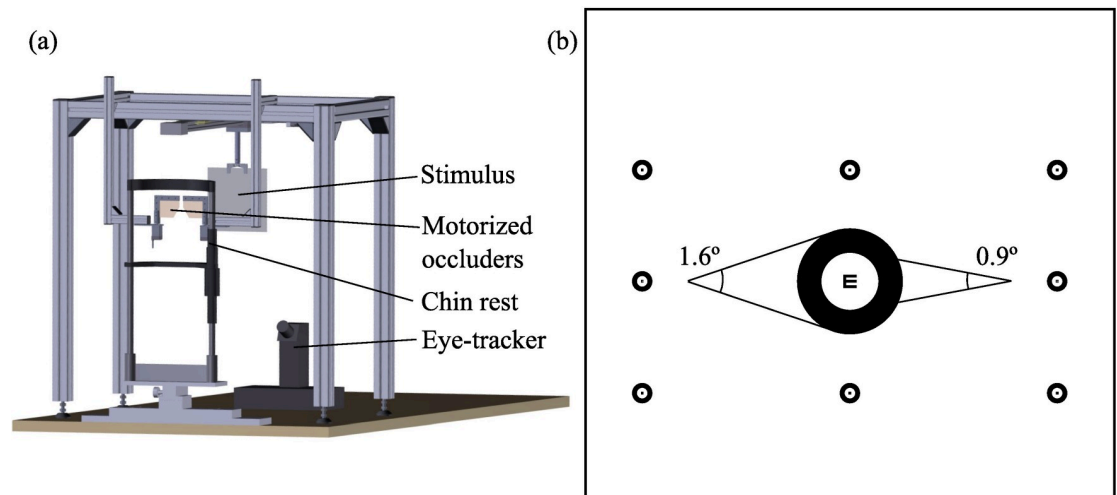 (a)
Stimulus
Motorized
occluders
Chin rest
Eye-tracker
(b)
1.6º
E
0.9º